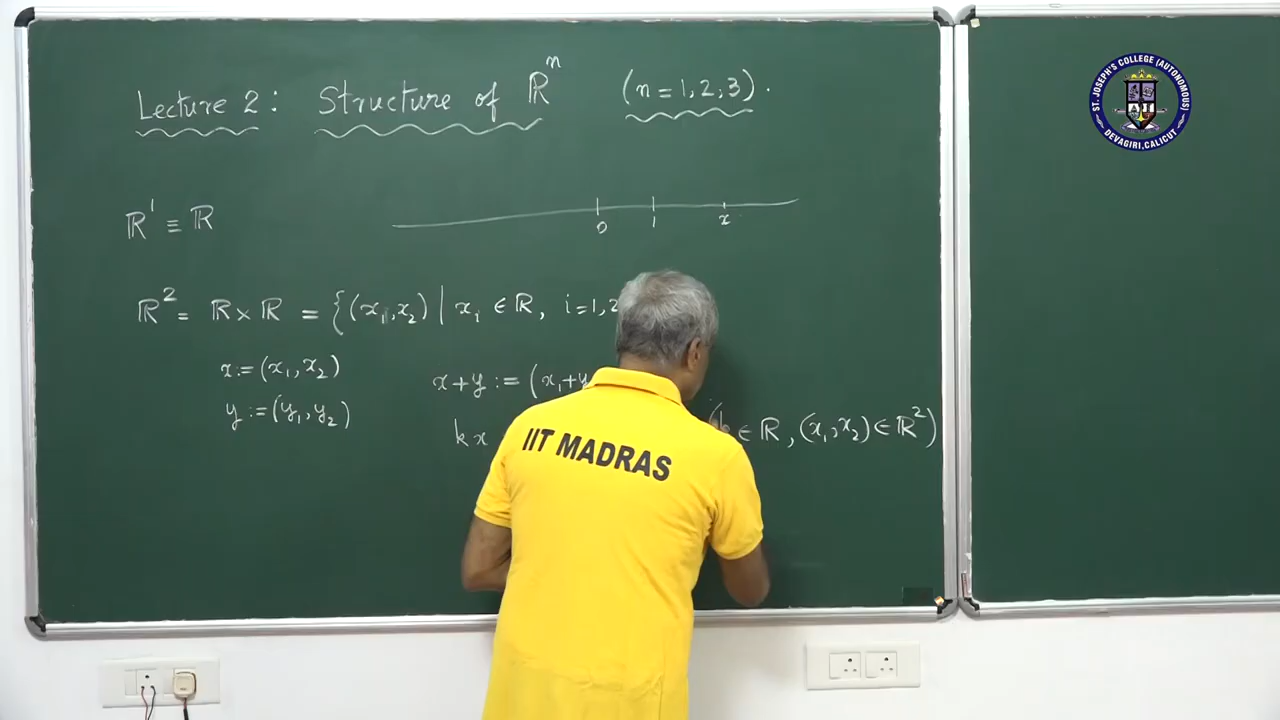 Lecture 2: Structure of ℝⁿ (n = 1, 2, 3).
ℝ¹ ≡ ℝ
0 1 x
ℝ² = ℝ × ℝ = {(x₁, x₂) | xᵢ ∈ ℝ, i = 1, 2
x := (x₁, x₂)
x + y := (x₁ + y
y := (y₁, y₂)
k x
∈ ℝ, (x₁, x₂) ∈ ℝ²)
IIT MADRAS
ST. JOSEPH'S COLLEGE (AUTONOMOUS)
DEVAGIRI, CALICUT